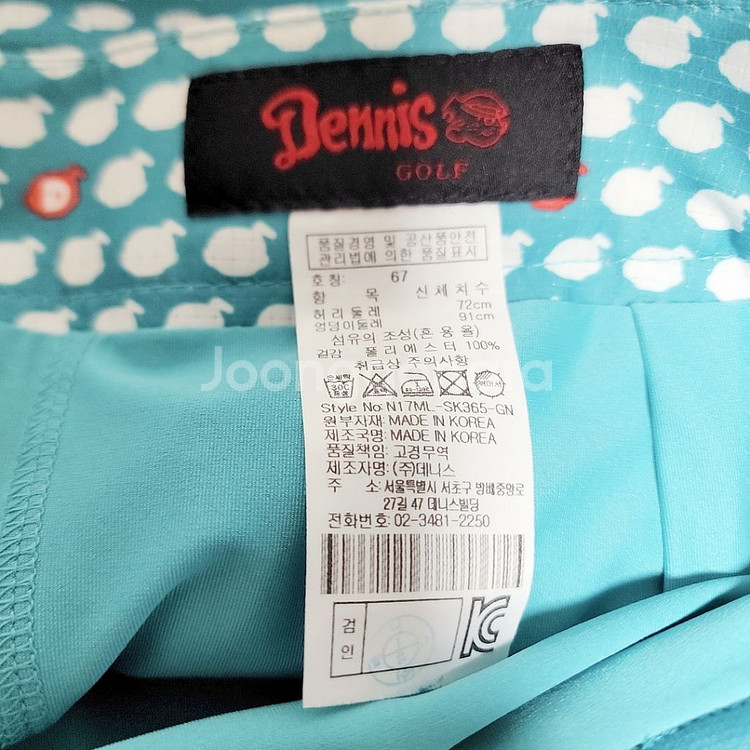 Dennis
GOLF
품질경영 및 공산품안전
관리법에 의한 품질표시
호칭: 67
항 목 신체치수
허리둘레 72cm
엉덩이둘레 91cm
섬유의 조성(혼용율)
겉감 폴리에스터 100%
취급상 주의사항
Style No: N17ML-SK365-GN
원부자재: MADE IN KOREA
제조국명: MADE IN KOREA
품질책임: 고경무역
제조자명: (주)데니스
주 소: 서울특별시 서초구 방배중앙로
27길 47 데니스빌딩
전화번호: 02-3481-2250
검
인